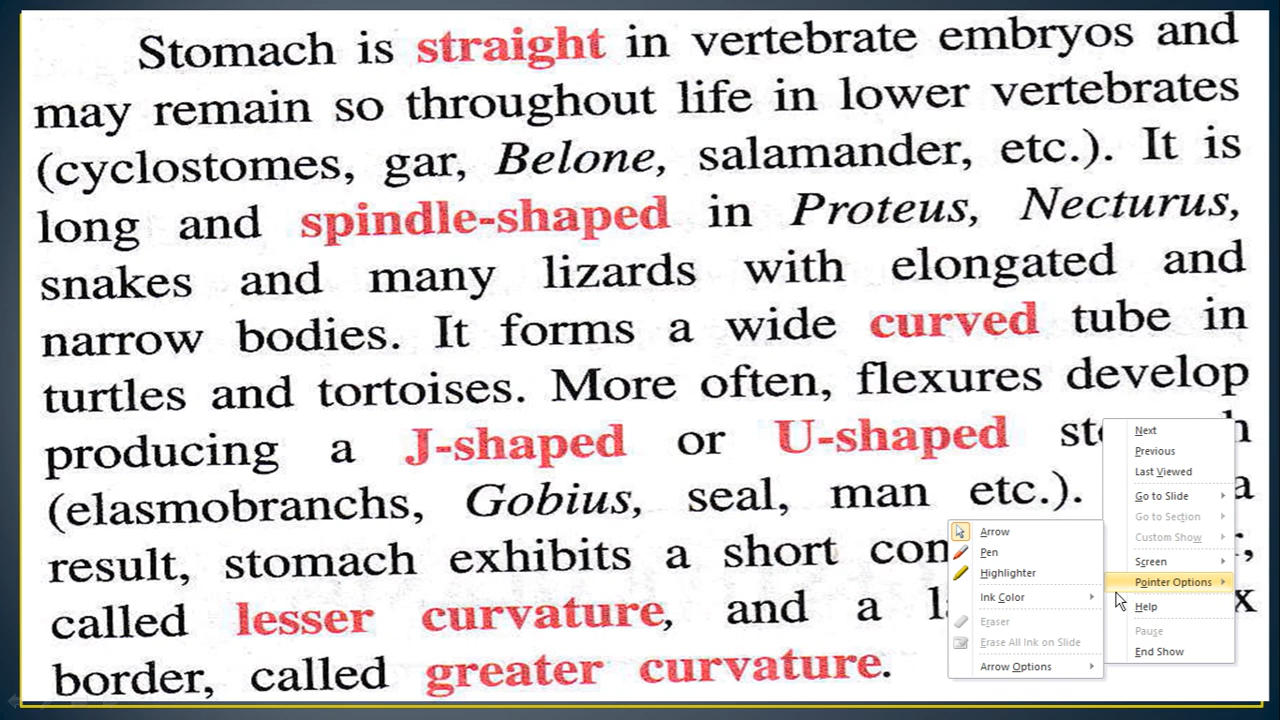 Stomach is straight in vertebrate embryos and
may remain so throughout life in lower vertebrates
(cyclostomes, gar, Belone, salamander, etc.). It is
long and spindle-shaped in Proteus, Necturus,
snakes and many lizards with elongated and
narrow bodies. It forms a wide curved tube in
turtles and tortoises. More often, flexures develop
producing a J-shaped or U-shaped
(elasmobranchs, Gobius, seal, man etc.). a
result, stomach exhibits a short
called lesser curvature, and a
border, called greater curvature.
Next
Previous
Last Viewed
Go to Slide
Go to Section
Custom Show
Screen
Pointer Options
Help
Pause
End Show
Arrow
Pen
Highlighter
Ink Color
Eraser
Erase All Ink on Slide
Arrow Options